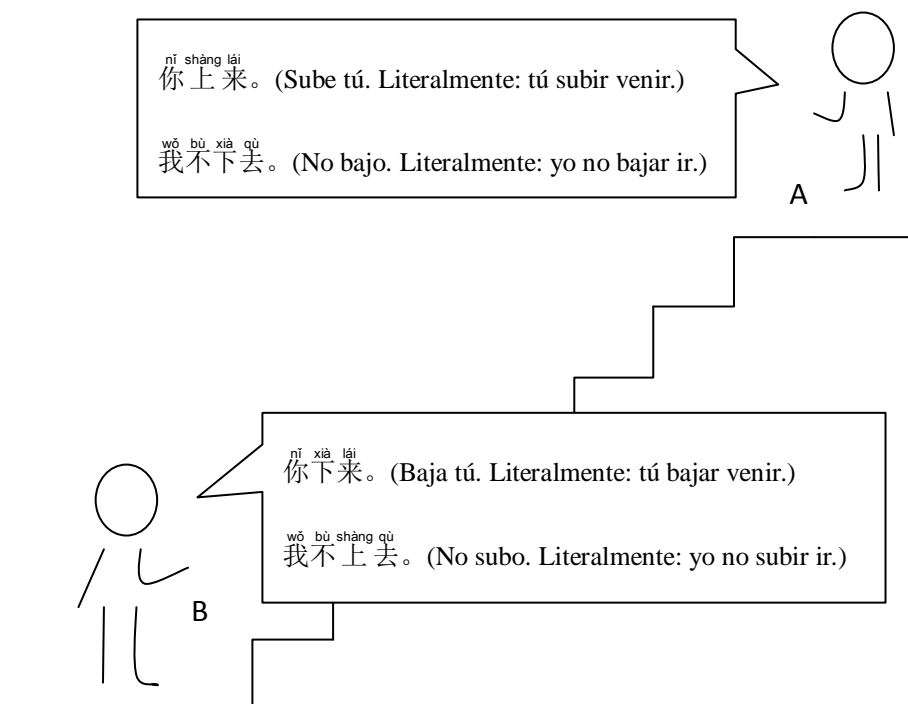 nǐ shàng lái
你上来。(Sube tú. Literalmente: tú subir venir.)
wǒ bù xià qù
我不下去。(No bajo. Literalmente: yo no bajar ir.)
A
nǐ xià lái
你下来。(Baja tú. Literalmente: tú bajar venir.)
wǒ bù shàng qù
我不上去。(No subo. Literalmente: yo no subir ir.)
B